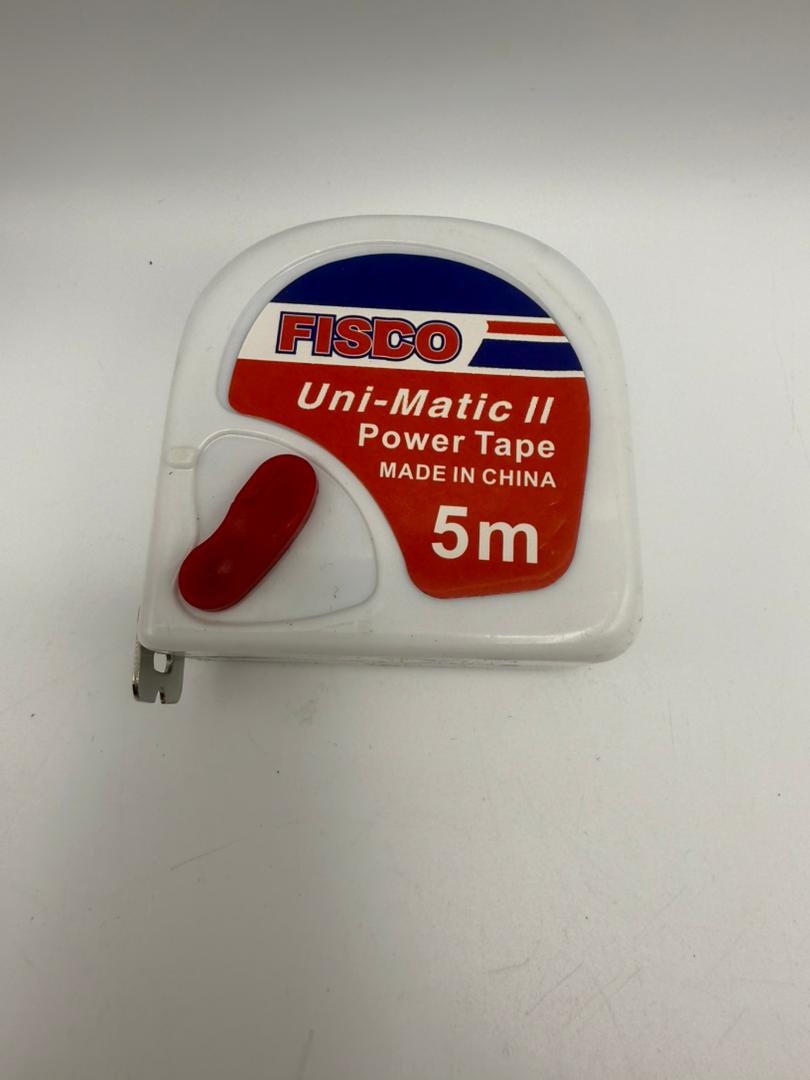 FISCO
Uni-Matic II
Power Tape
MADE IN CHINA
5m